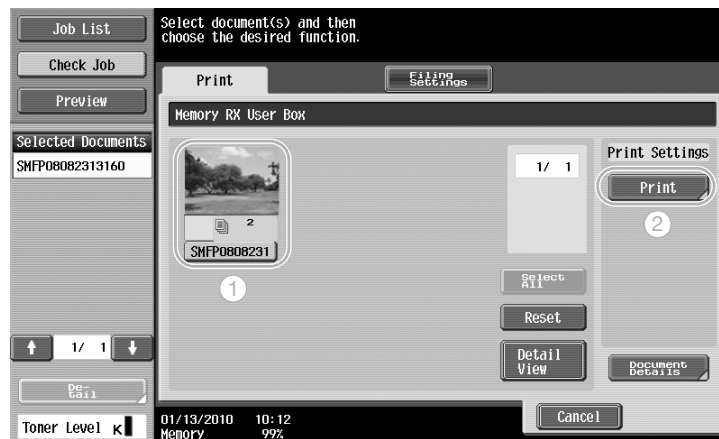 Job List
Select document(s) and then
choose the desired function.
Check Job
Print
Filing
Settings
Preview
Memory RX User Box
Selected Documents
SMFP08082313160
1/ 1
Print Settings
Print
2
2
SMFP0808231
1
Select
All
Reset
1/ 1
Detail
View
Document
Details
De-
tail
Toner Level K
01/13/2010 10:12
Memory 99%
Cancel